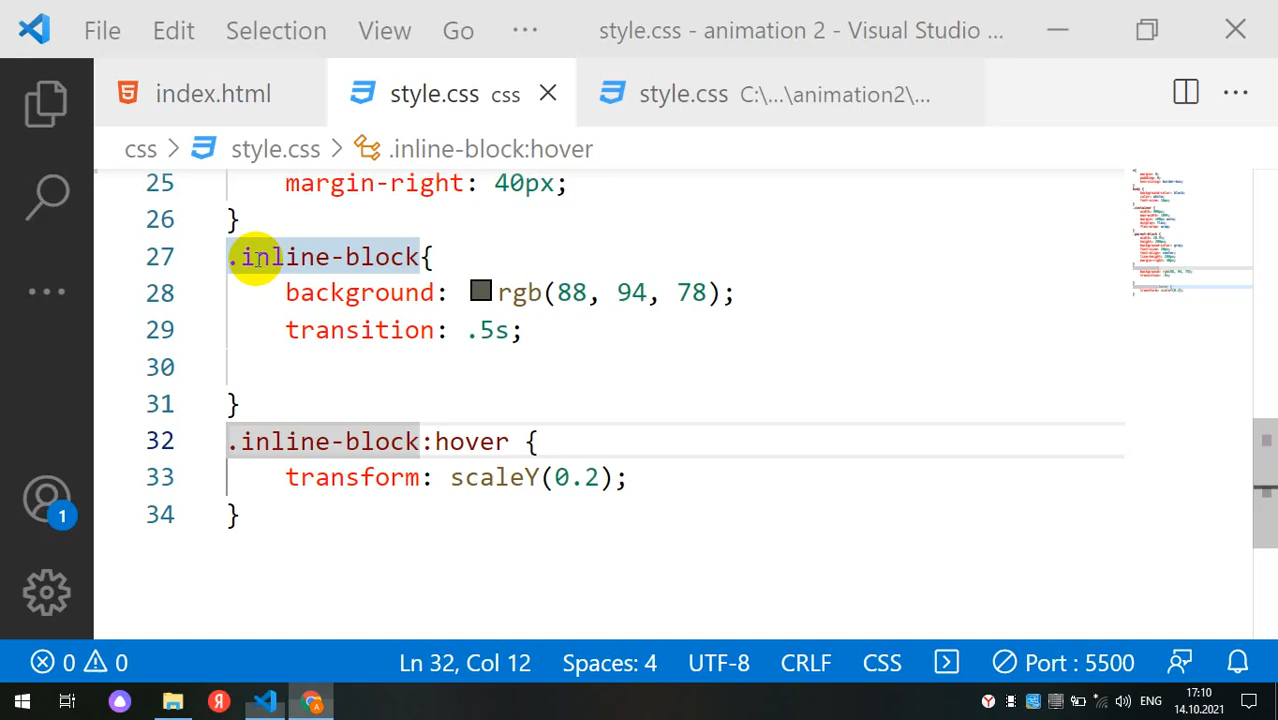 File Edit Selection View Go ··· style.css - animation 2 - Visual Studio ...
index.html style.css css style.css C:\...\animation2\... ···
css > style.css > .inline-block:hover
25 margin-right: 40px;
26 }
27 .inline-block{
28 background: rgb(88, 94, 78);
29 transition: .5s;
30
31 }
32 .inline-block:hover {
33 transform: scaleY(0.2);
34 }
1
0 0 Ln 32, Col 12 Spaces: 4 UTF-8 CRLF CSS Port : 5500
Я ENG 17:10
14.10.2021